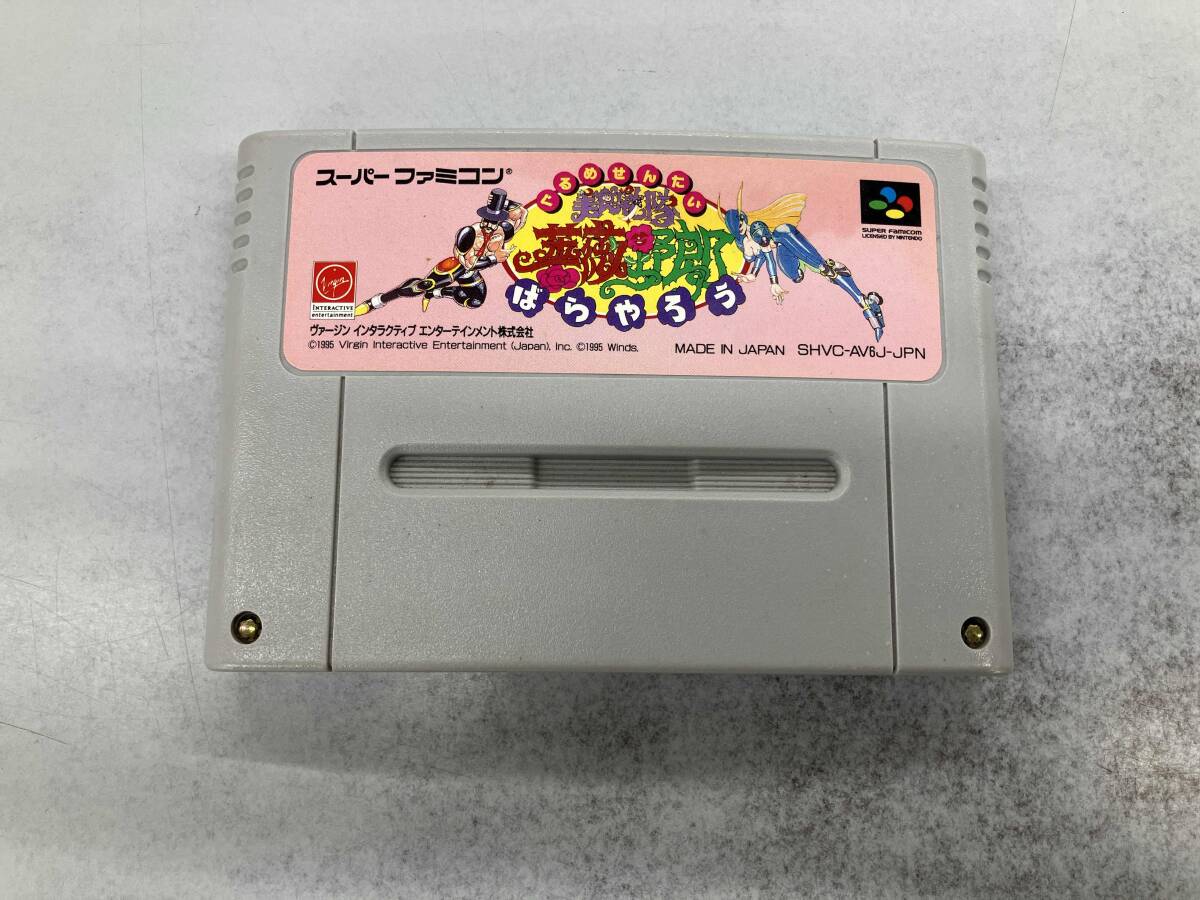 スーパーファミコン®
ぐるめせんたい
美食戦隊
薔薇野郎
ばらやろう
SUPER FAMICOM
LICENSED BY NINTENDO
Virgin
INTERACTIVE
entertainment
ヴァージン インタラクティブ エンターテインメント株式会社
©1995 Virgin Interactive Entertainment (Japan), Inc. ©1995 Winds. MADE IN JAPAN SHVC-AV6J-JPN